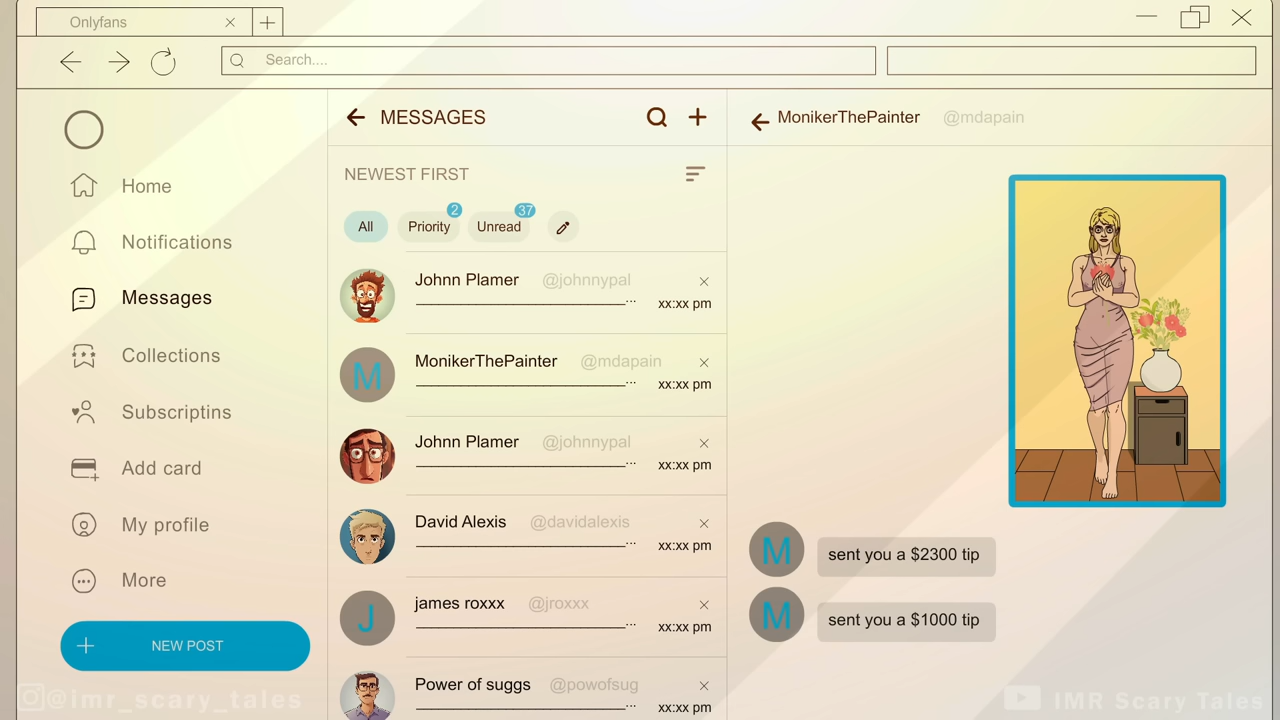 Onlyfans
Search....
Home
Notifications
Messages
Collections
Subscriptins
Add card
My profile
More
NEW POST
@imr_scary_tales
MESSAGES
NEWEST FIRST
All
Priority 2
Unread 37
Johnn Plamer @johnnypal
... xx:xx pm
MonikerThePainter @mdapain
... xx:xx pm
Johnn Plamer @johnnypal
... xx:xx pm
David Alexis @davidalexis
... xx:xx pm
james roxxx @jroxxx
... xx:xx pm
Power of suggs @powofsug
... xx:xx pm
M
J
MonikerThePainter @mdapain
M sent you a $2300 tip
M sent you a $1000 tip
IMR Scary Tales